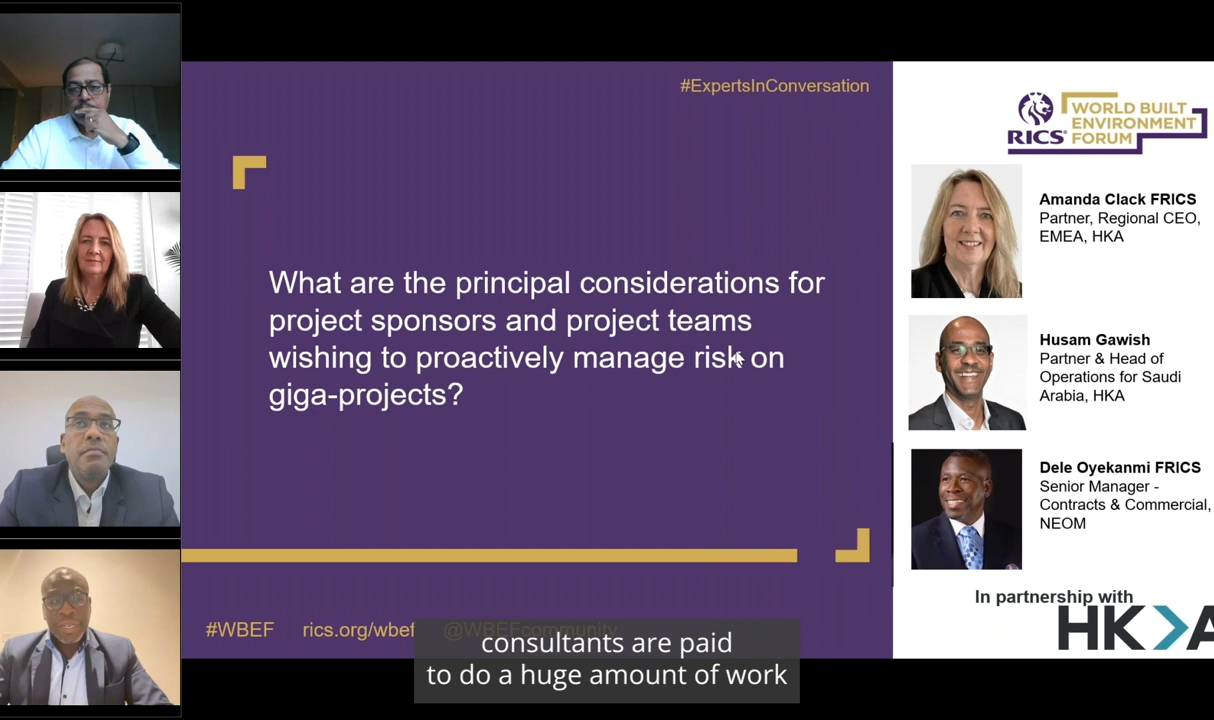 #ExpertsInConversation
What are the principal considerations for
project sponsors and project teams
wishing to proactively manage risk on
giga-projects?
#WBEF rics.org/wbef @WBEFcommunity
consultants are paid
to do a huge amount of work
RICS
WORLD BUILT
ENVIRONMENT
FORUM
Amanda Clack FRICS
Partner, Regional CEO,
EMEA, HKA
Husam Gawish
Partner & Head of
Operations for Saudi
Arabia, HKA
Dele Oyekanmi FRICS
Senior Manager -
Contracts & Commercial,
NEOM
In partnership with
HKA